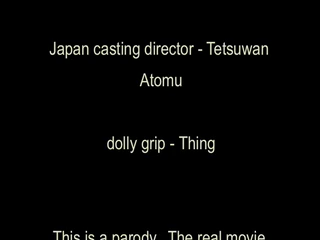 Japan casting director - Tetsuwan
Atomu
dolly grip - Thing
This is a parody. The real movie